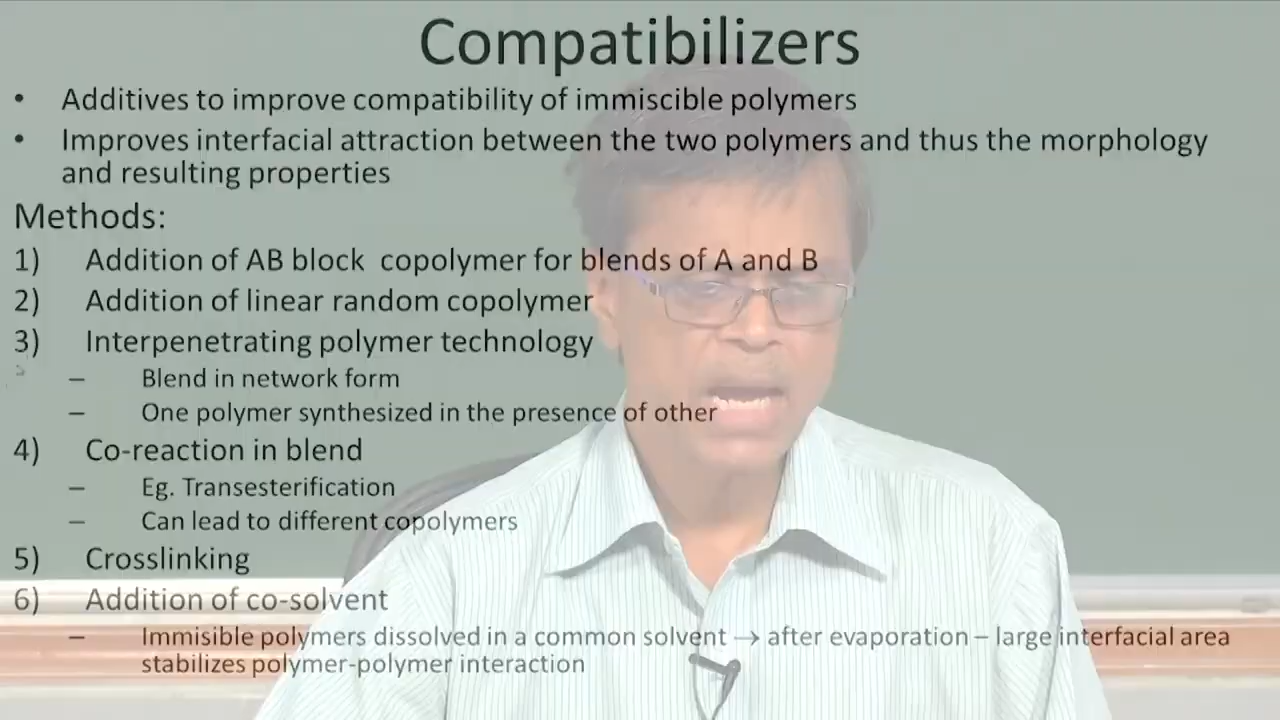 Compatibilizers
• Additives to improve compatibility of immiscible polymers
• Improves interfacial attraction between the two polymers and thus the morphology
and resulting properties
Methods:
1) Addition of AB block copolymer for blends of A and B
2) Addition of linear random copolymer
3) Interpenetrating polymer technology
– Blend in network form
– One polymer synthesized in the presence of other
4) Co-reaction in blend
– Eg. Transesterification
– Can lead to different copolymers
5) Crosslinking
6) Addition of co-solvent
– Immisible polymers dissolved in a common solvent → after evaporation – large interfacial area
stabilizes polymer-polymer interaction